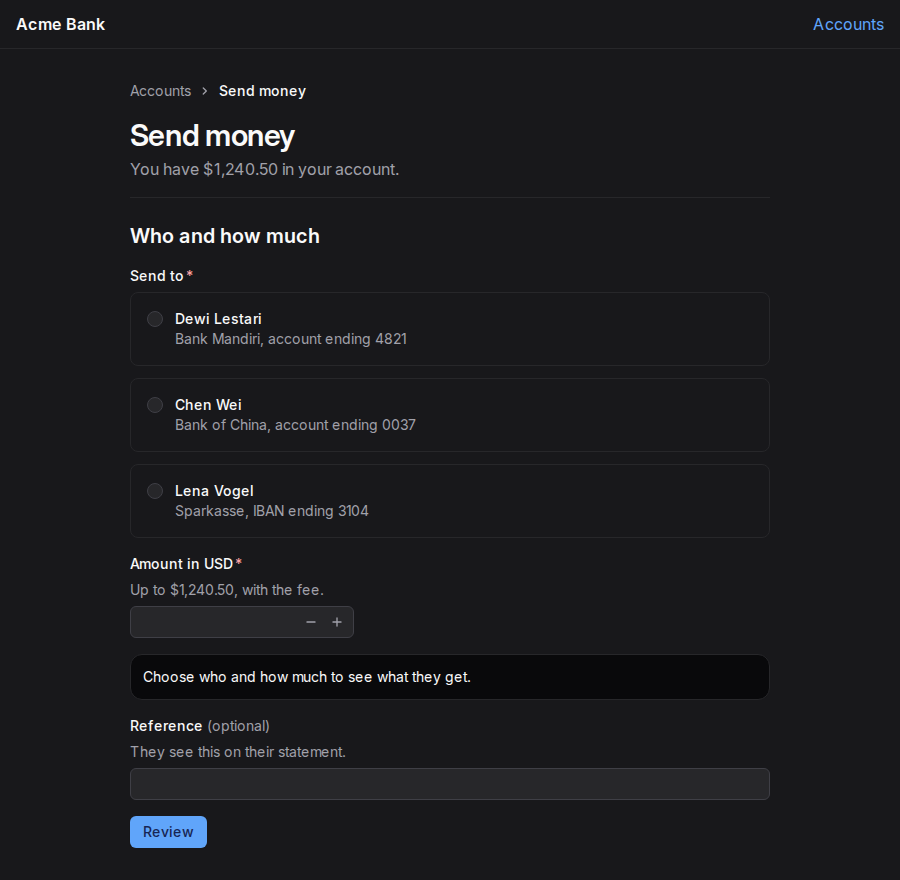 Acme Bank
Accounts
Accounts > Send money
Send money
You have $1,240.50 in your account.
Who and how much
Send to *
Dewi Lestari
Bank Mandiri, account ending 4821
Chen Wei
Bank of China, account ending 0037
Lena Vogel
Sparkasse, IBAN ending 3104
Amount in USD *
Up to $1,240.50, with the fee.
Choose who and how much to see what they get.
Reference (optional)
They see this on their statement.
Review